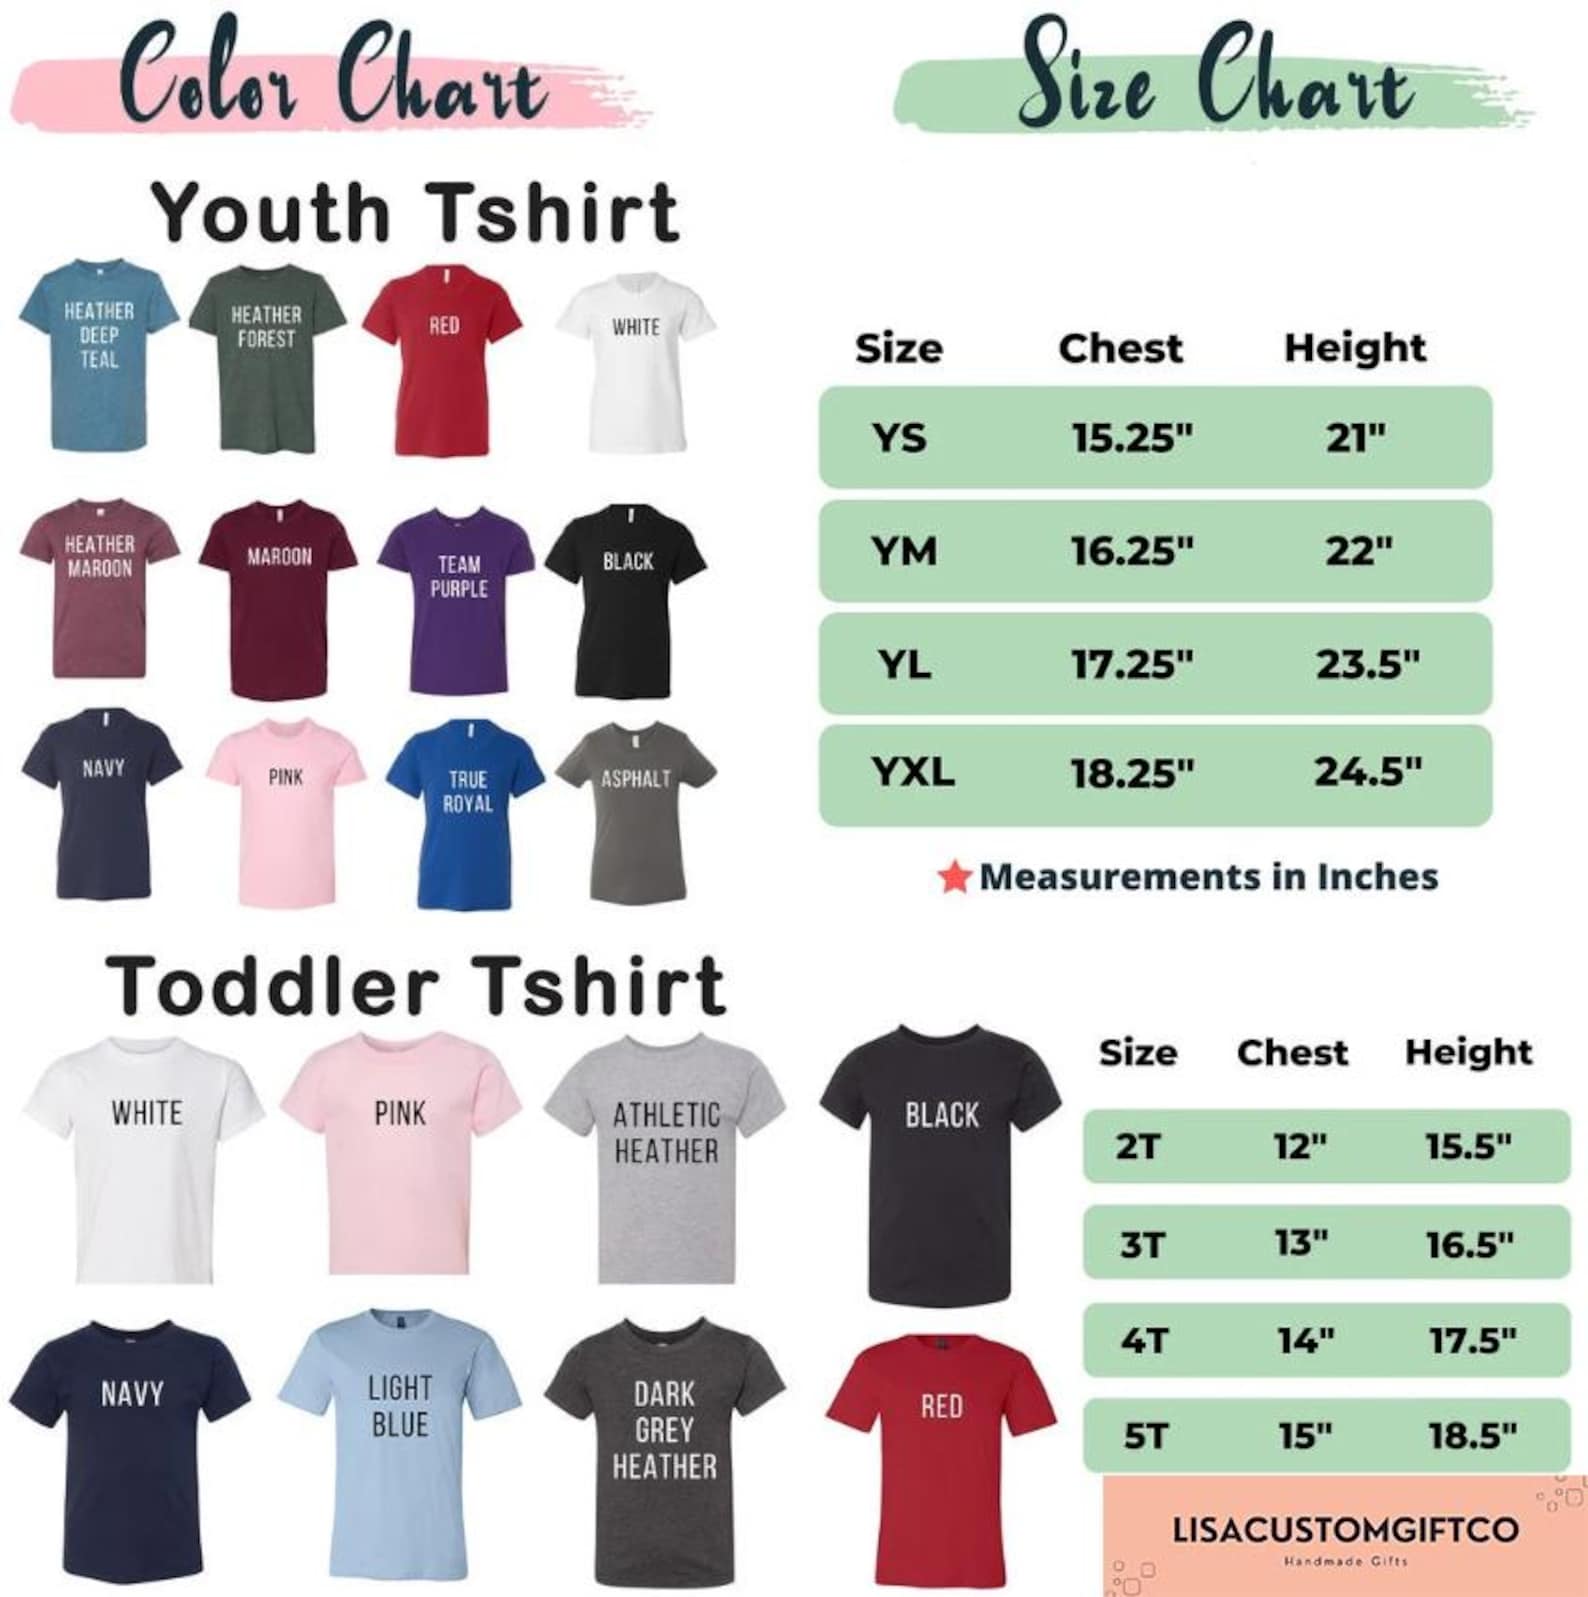 Color Chart
Size Chart
Youth Tshirt
HEATHER
DEEP
TEAL
HEATHER
FOREST
RED
WHITE
HEATHER
MAROON
MAROON
TEAM
PURPLE
BLACK
NAVY
PINK
TRUE
ROYAL
ASPHALT
Size Chest Height
YS 15.25" 21"
YM 16.25" 22"
YL 17.25" 23.5"
YXL 18.25" 24.5"
Measurements in Inches
Toddler Tshirt
WHITE
PINK
ATHLETIC
HEATHER
BLACK
NAVY
LIGHT
BLUE
DARK
GREY
HEATHER
RED
Size Chest Height
2T 12" 15.5"
3T 13" 16.5"
4T 14" 17.5"
5T 15" 18.5"
LISACUSTOMGIFTCO
Handmade Gifts